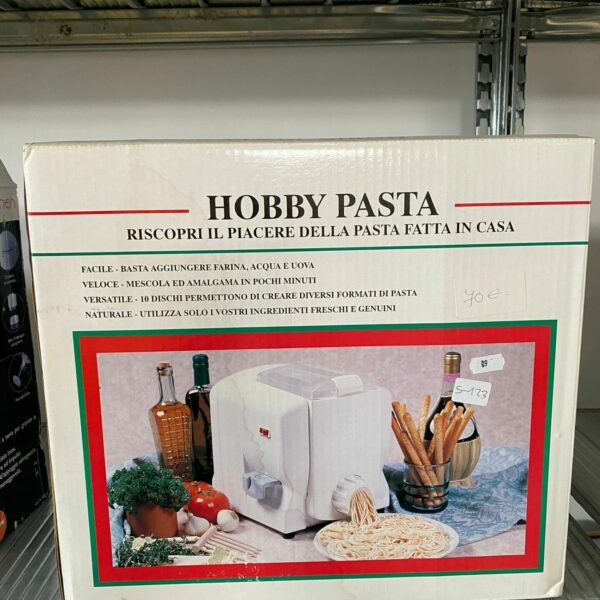 HOBBY PASTA
RISCOPRI IL PIACERE DELLA PASTA FATTA IN CASA
FACILE - BASTA AGGIUNGERE FARINA, ACQUA E UOVA
VELOCE - MESCOLA ED AMALGAMA IN POCHI MINUTI
VERSATILE - 10 DISCHI PERMETTONO DI CREARE DIVERSI FORMATI DI PASTA
NATURALE - UTILIZZA SOLO I VOSTRI INGREDIENTI FRESCHI E GENUINI
70 €
S-123